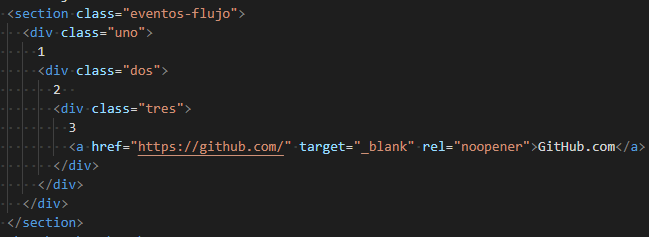 <section class="eventos-flujo">
<div class="uno">
1
<div class="dos">
2
<div class="tres">
3
<a href="https://github.com/" target="_blank" rel="noopener">GitHub.com</a>
</div>
</div>
</div>
</section>